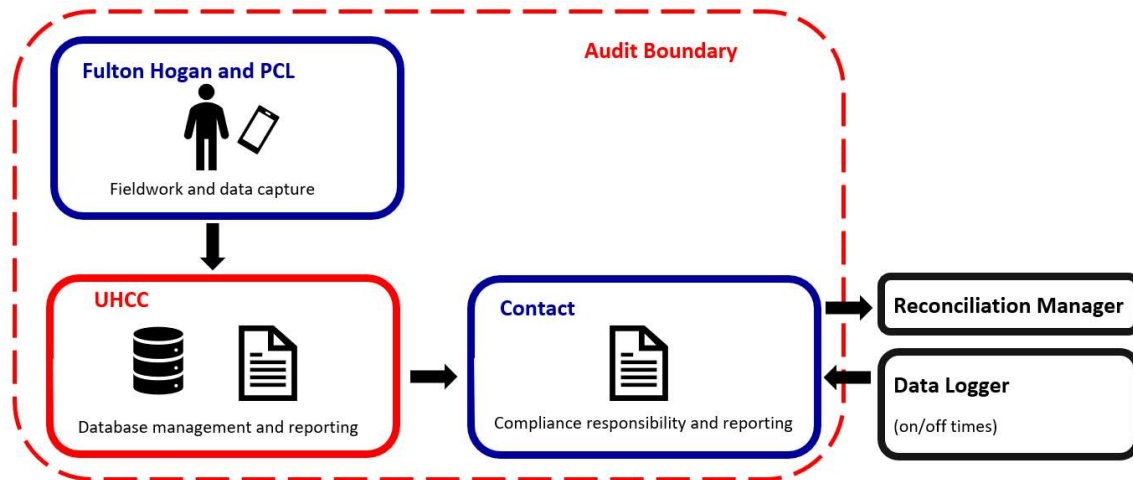 Audit Boundary
Fulton Hogan and PCL
Fieldwork and data capture
UHCC
Database management and reporting
Contact
Compliance responsibility and reporting
Reconciliation Manager
Data Logger
(on/off times)